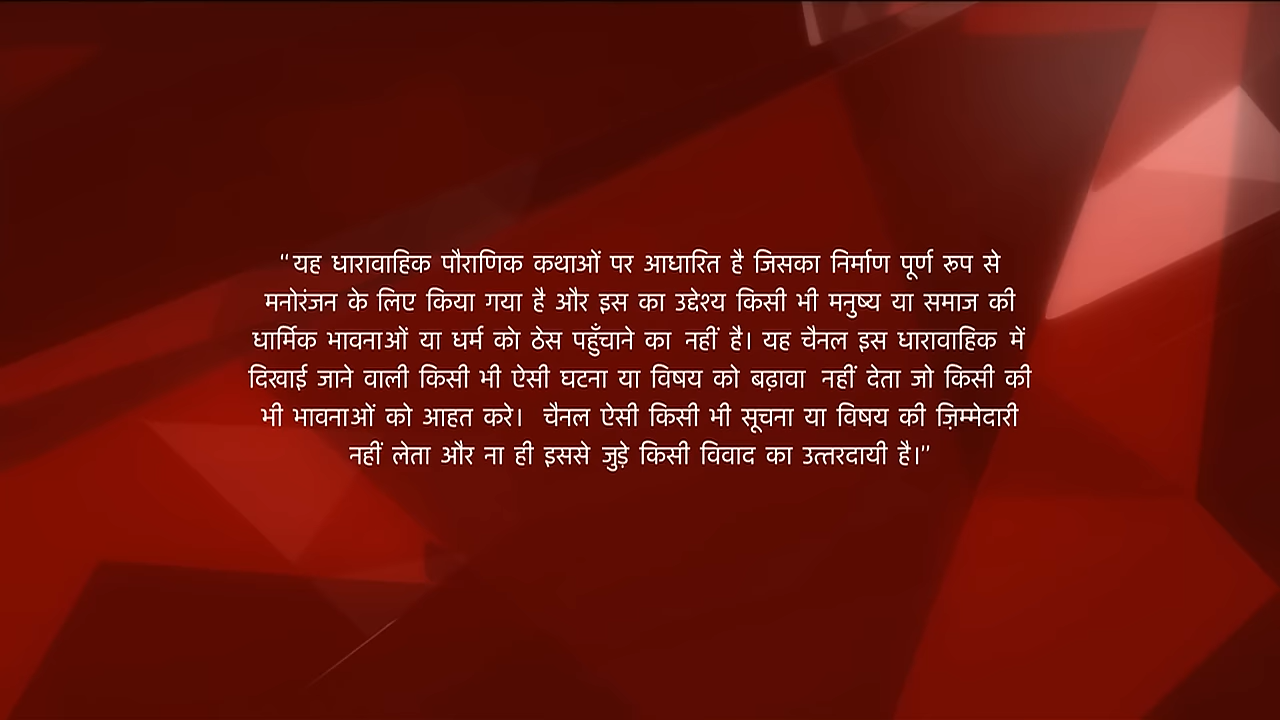 “यह धारावाहिक पौराणिक कथाओं पर आधारित है जिसका निर्माण पूर्ण रूप से
मनोरंजन के लिए किया गया है और इस का उद्देश्य किसी भी मनुष्य या समाज की
धार्मिक भावनाओं या धर्म को ठेस पहुँचाने का नहीं है। यह चैनल इस धारावाहिक में
दिखाई जाने वाली किसी भी ऐसी घटना या विषय को बढ़ावा नहीं देता जो किसी की
भी भावनाओं को आहत करे। चैनल ऐसी किसी भी सूचना या विषय की ज़िम्मेदारी
नहीं लेता और ना ही इससे जुड़े किसी विवाद का उत्तरदायी है।”